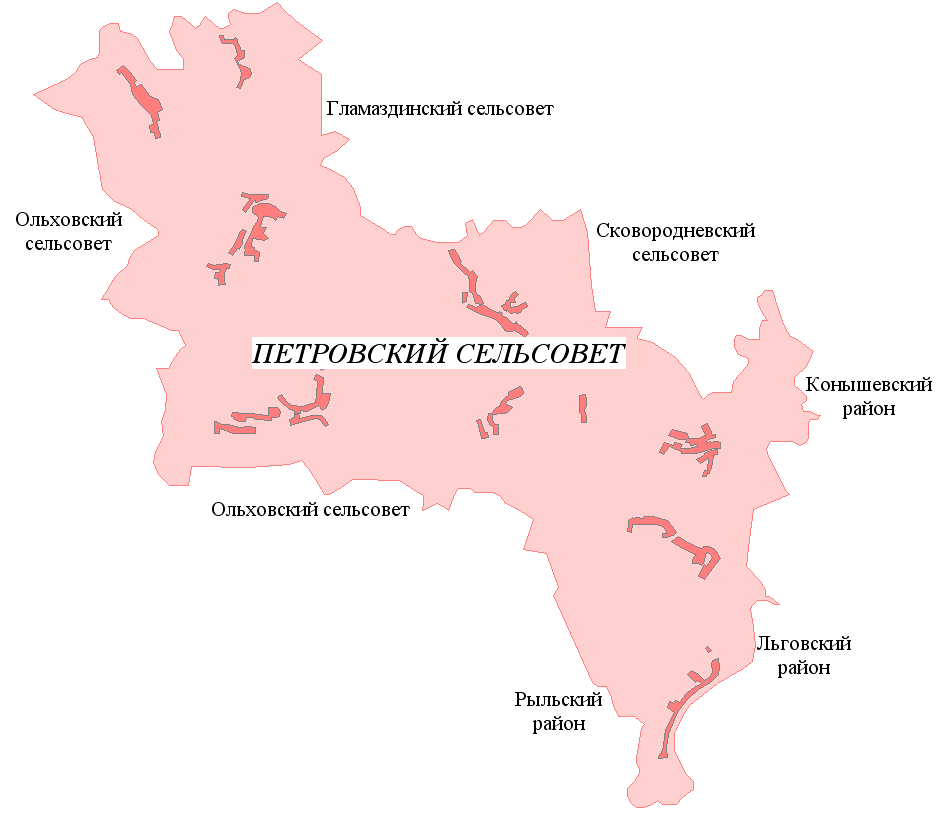 Гламаздинский сельсовет
Ольховский
сельсовет
Сковородневский
сельсовет
ПЕТРОВСКИЙ СЕЛЬСОВЕТ
Конышевский
район
Ольховский сельсовет
Льговский
район
Рыльский
район